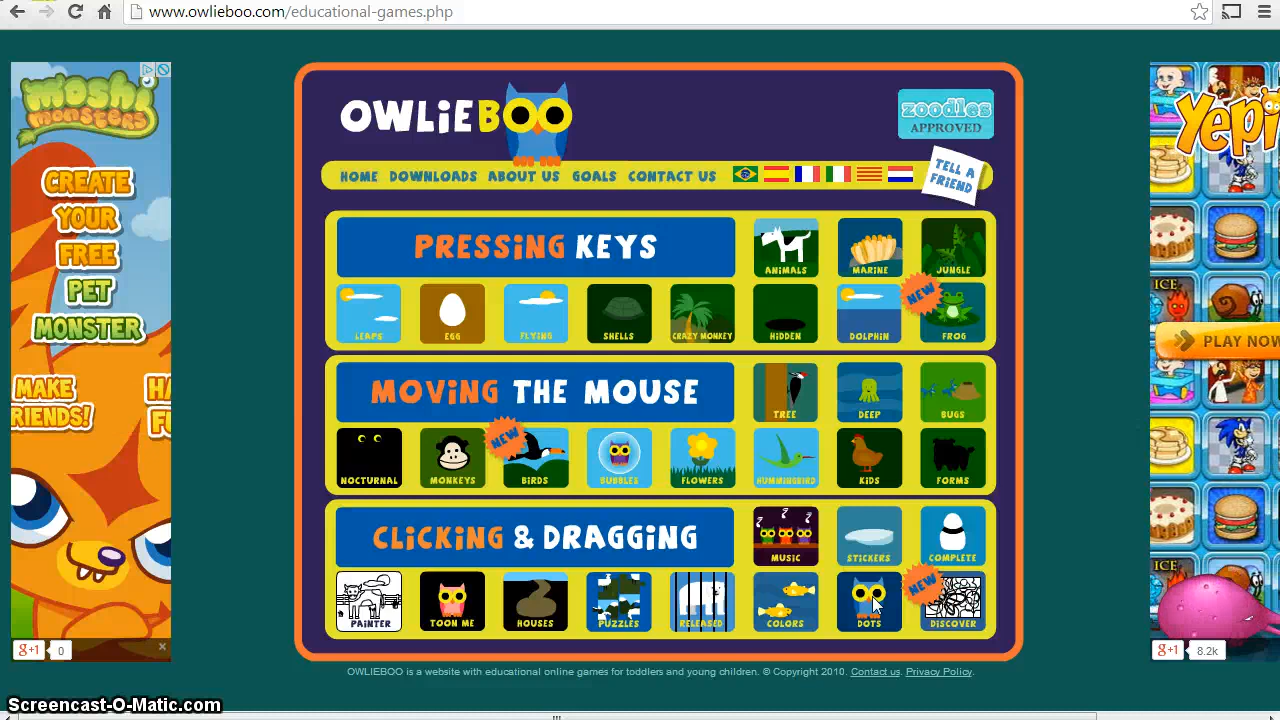 www.owlieboo.com/educational-games.php
moshi
monsters
CREATE
YOUR
FREE
PET
MONSTER
MAKE
FRIENDS!
g+1 0
OWLiEBOO
zoodles
APPROVED
HOME DOWNLOADS ABOUT US GOALS CONTACT US
TELL A
FRiEND
PRESSiNG KEYS
ANiMALS
MARiNE
JUNGLE
LEAPS
EGG
FLYiNG
SHELLS
CRAZY MONKEY
HiDDEN
DOLPHiN
NEW
FROG
MOViNG THE MOUSE
TREE
DEEP
BUGS
NOCTURNAL
MONKEYS
NEW
BiRDS
BUBBLES
FLOWERS
HUMMiNGBiRD
KiDS
FORMS
CLiCKiNG & DRAGGiNG
MUSiC
STiCKERS
COMPLETE
PAiNTER
TOON ME
HOUSES
PUZZLES
RELEASED
COLORS
DOTS
NEW
DiSCOVER
OWLIEBOO is a website with educational online games for toddlers and young children. © Copyright 2010. Contact us. Privacy Policy.
Yepi
ICE
PLAY NOW
ICE
g+1 8.2k
Screencast-O-Matic.com